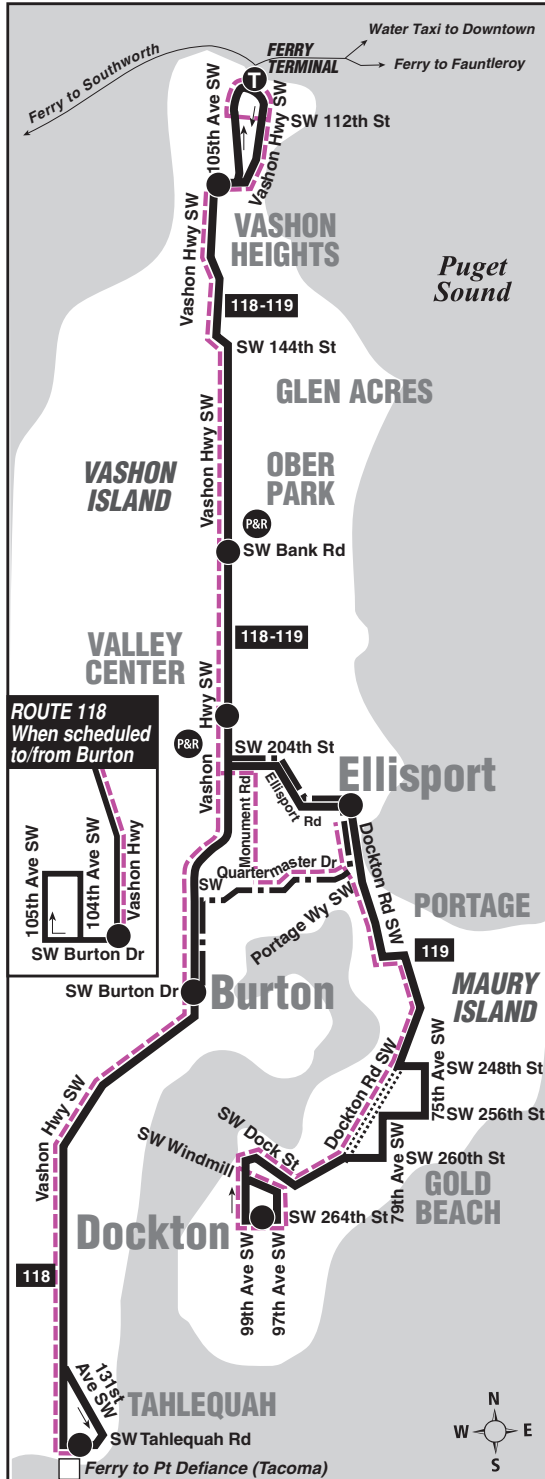 Water Taxi to Downtown
FERRY
TERMINAL
Ferry to Fauntleroy
Ferry to Southworth
T
105th Ave SW
SW 112th St
Vashon Hwy SW
VASHON
HEIGHTS
Vashon Hwy SW
Puget
Sound
118-119
SW 144th St
GLEN ACRES
Vashon Hwy SW
VASHON
ISLAND
OBER
PARK
P&R
SW Bank Rd
118-119
VALLEY
CENTER
Vashon Hwy SW
P&R
ROUTE 118
When scheduled
to/from Burton
105th Ave SW
104th Ave SW
Vashon Hwy
SW Burton Dr
SW 204th St
Ellisport
Monument Rd
Ellisport
Rd
Dockton Rd SW
SW Quartermaster Dr
Portage Wy SW
PORTAGE
119
SW Burton Dr
Burton
MAURY
ISLAND
75th Ave SW
SW 248th St
Dockton Rd SW
SW 256th St
Vashon Hwy SW
SW Dock St
SW Windmill
79th Ave SW
SW 260th St
GOLD
BEACH
Dockton
SW 264th St
99th Ave SW
97th Ave SW
118
131st
Ave SW
TAHLEQUAH
SW Tahlequah Rd
Ferry to Pt Defiance (Tacoma)
N
W
E
S